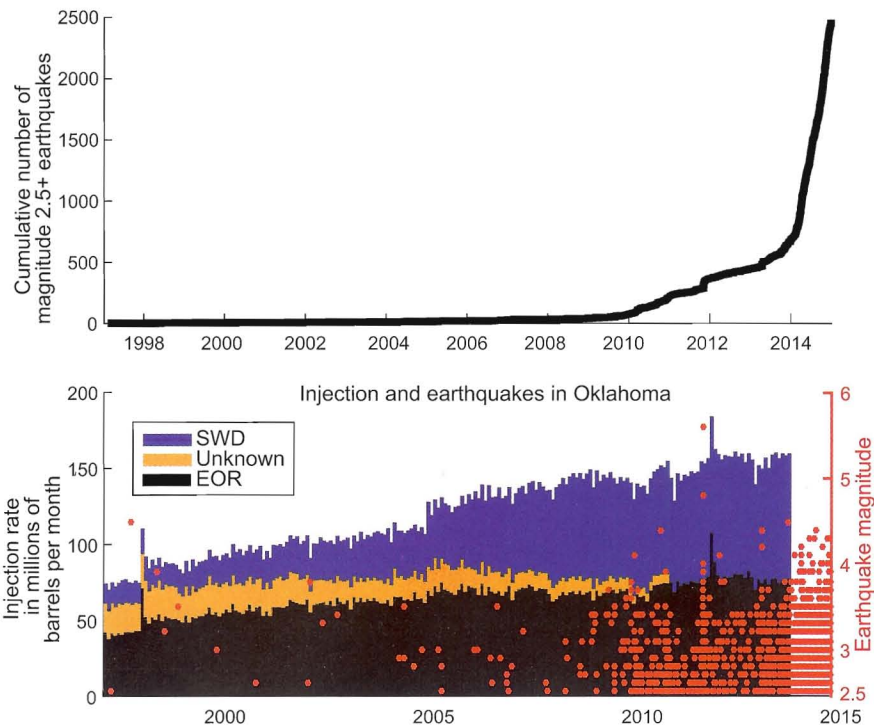 2500
2000
1500
1000
500
0
Cumulative number of
magnitude 2.5+ earthquakes
1998 2000 2002 2004 2006 2008 2010 2012 2014
Injection and earthquakes in Oklahoma
200
150
100
50
0
Injection rate
in millions of
barrels per month
SWD
Unknown
EOR
6
5
4
3
2.5
Earthquake magnitude
2000 2005 2010 2015